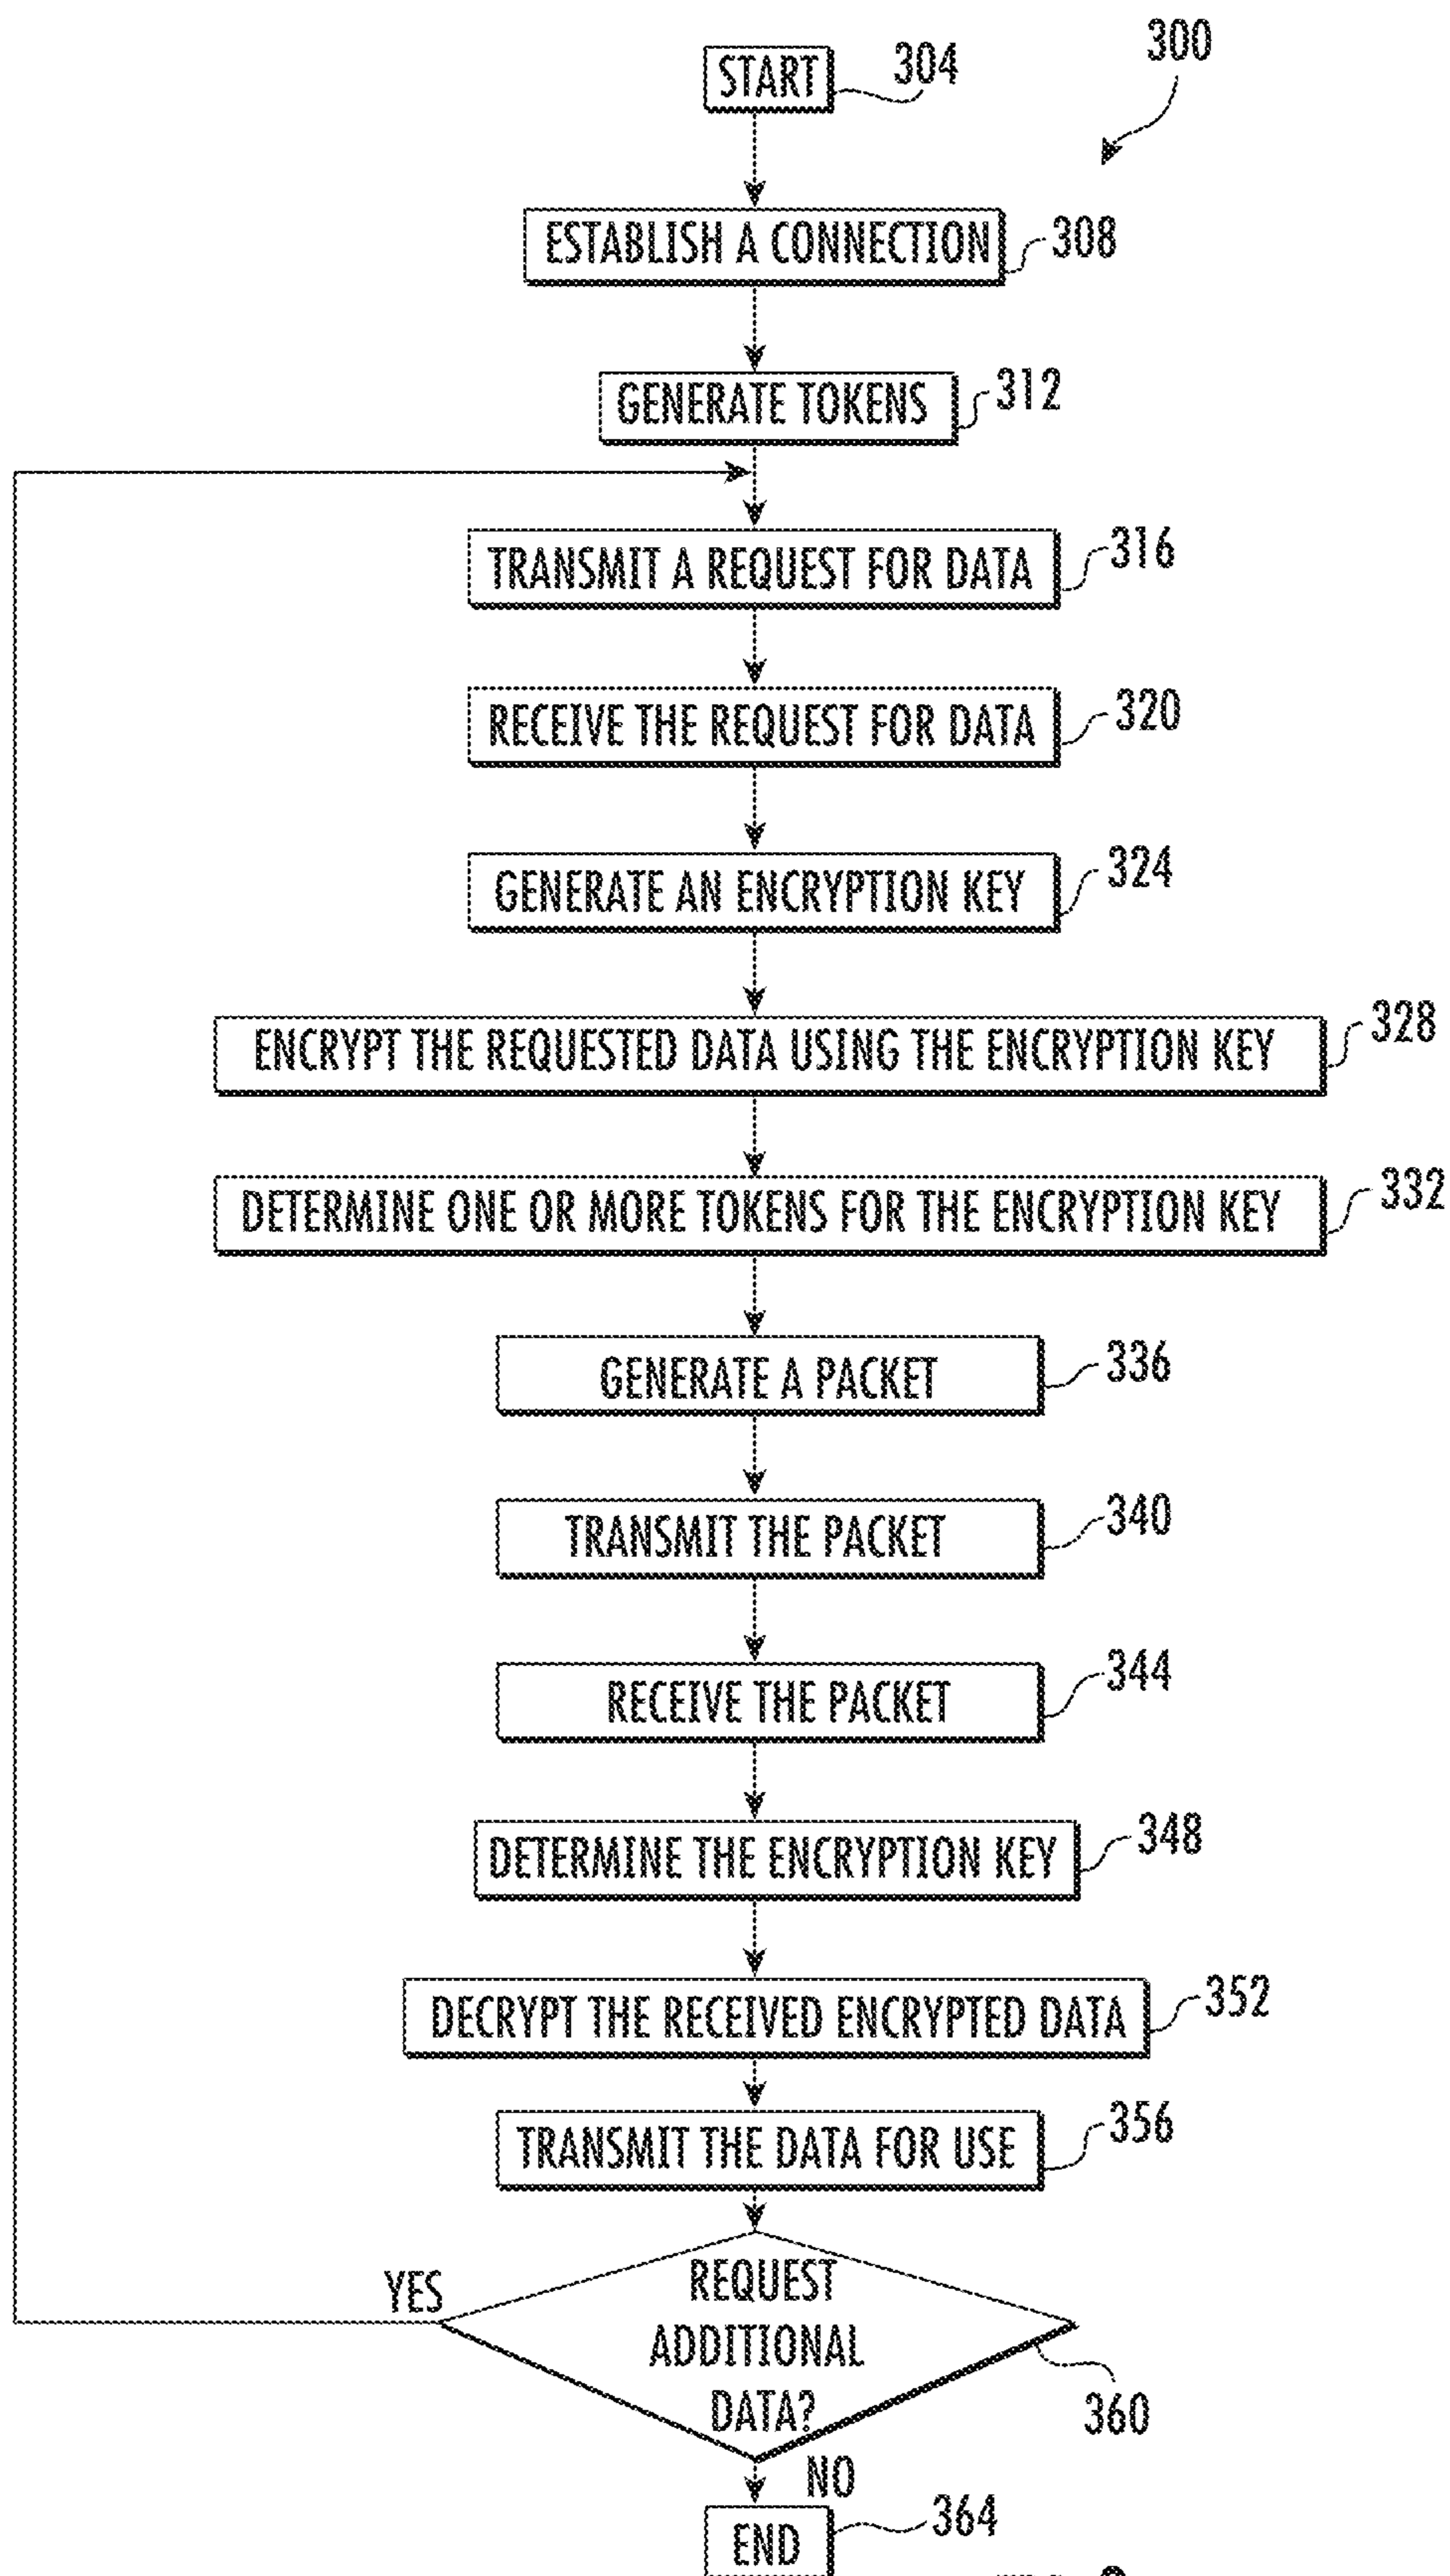 300
START 304
ESTABLISH A CONNECTION 308
GENERATE TOKENS 312
TRANSMIT A REQUEST FOR DATA 316
RECEIVE THE REQUEST FOR DATA 320
GENERATE AN ENCRYPTION KEY 324
ENCRYPT THE REQUESTED DATA USING THE ENCRYPTION KEY 328
DETERMINE ONE OR MORE TOKENS FOR THE ENCRYPTION KEY 332
GENERATE A PACKET 336
TRANSMIT THE PACKET 340
RECEIVE THE PACKET 344
DETERMINE THE ENCRYPTION KEY 348
DECRYPT THE RECEIVED ENCRYPTED DATA 352
TRANSMIT THE DATA FOR USE 356
YES
REQUEST
ADDITIONAL
DATA?
360
NO
END 364